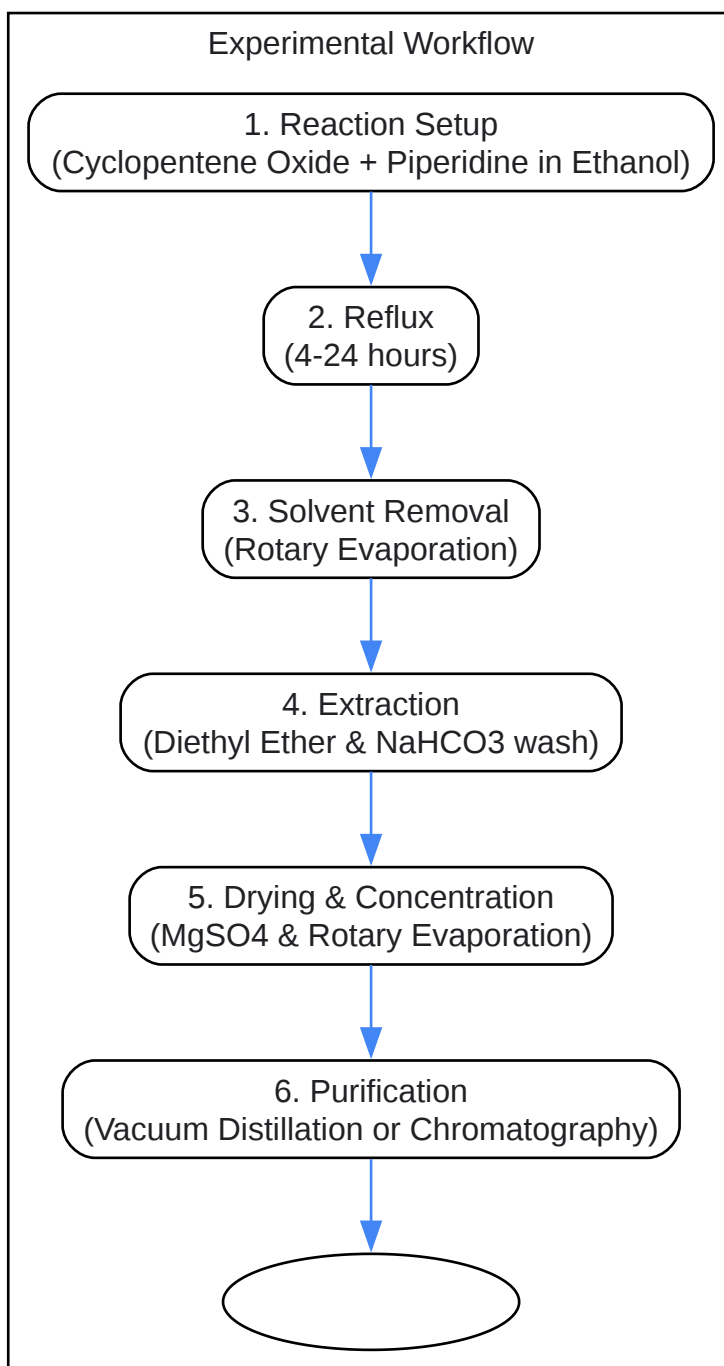 Experimental Workflow
1. Reaction Setup
(Cyclopentene Oxide + Piperidine in Ethanol)
2. Reflux
(4-24 hours)
3. Solvent Removal
(Rotary Evaporation)
4. Extraction
(Diethyl Ether & NaHCO3 wash)
5. Drying & Concentration
(MgSO4 & Rotary Evaporation)
6. Purification
(Vacuum Distillation or Chromatography)